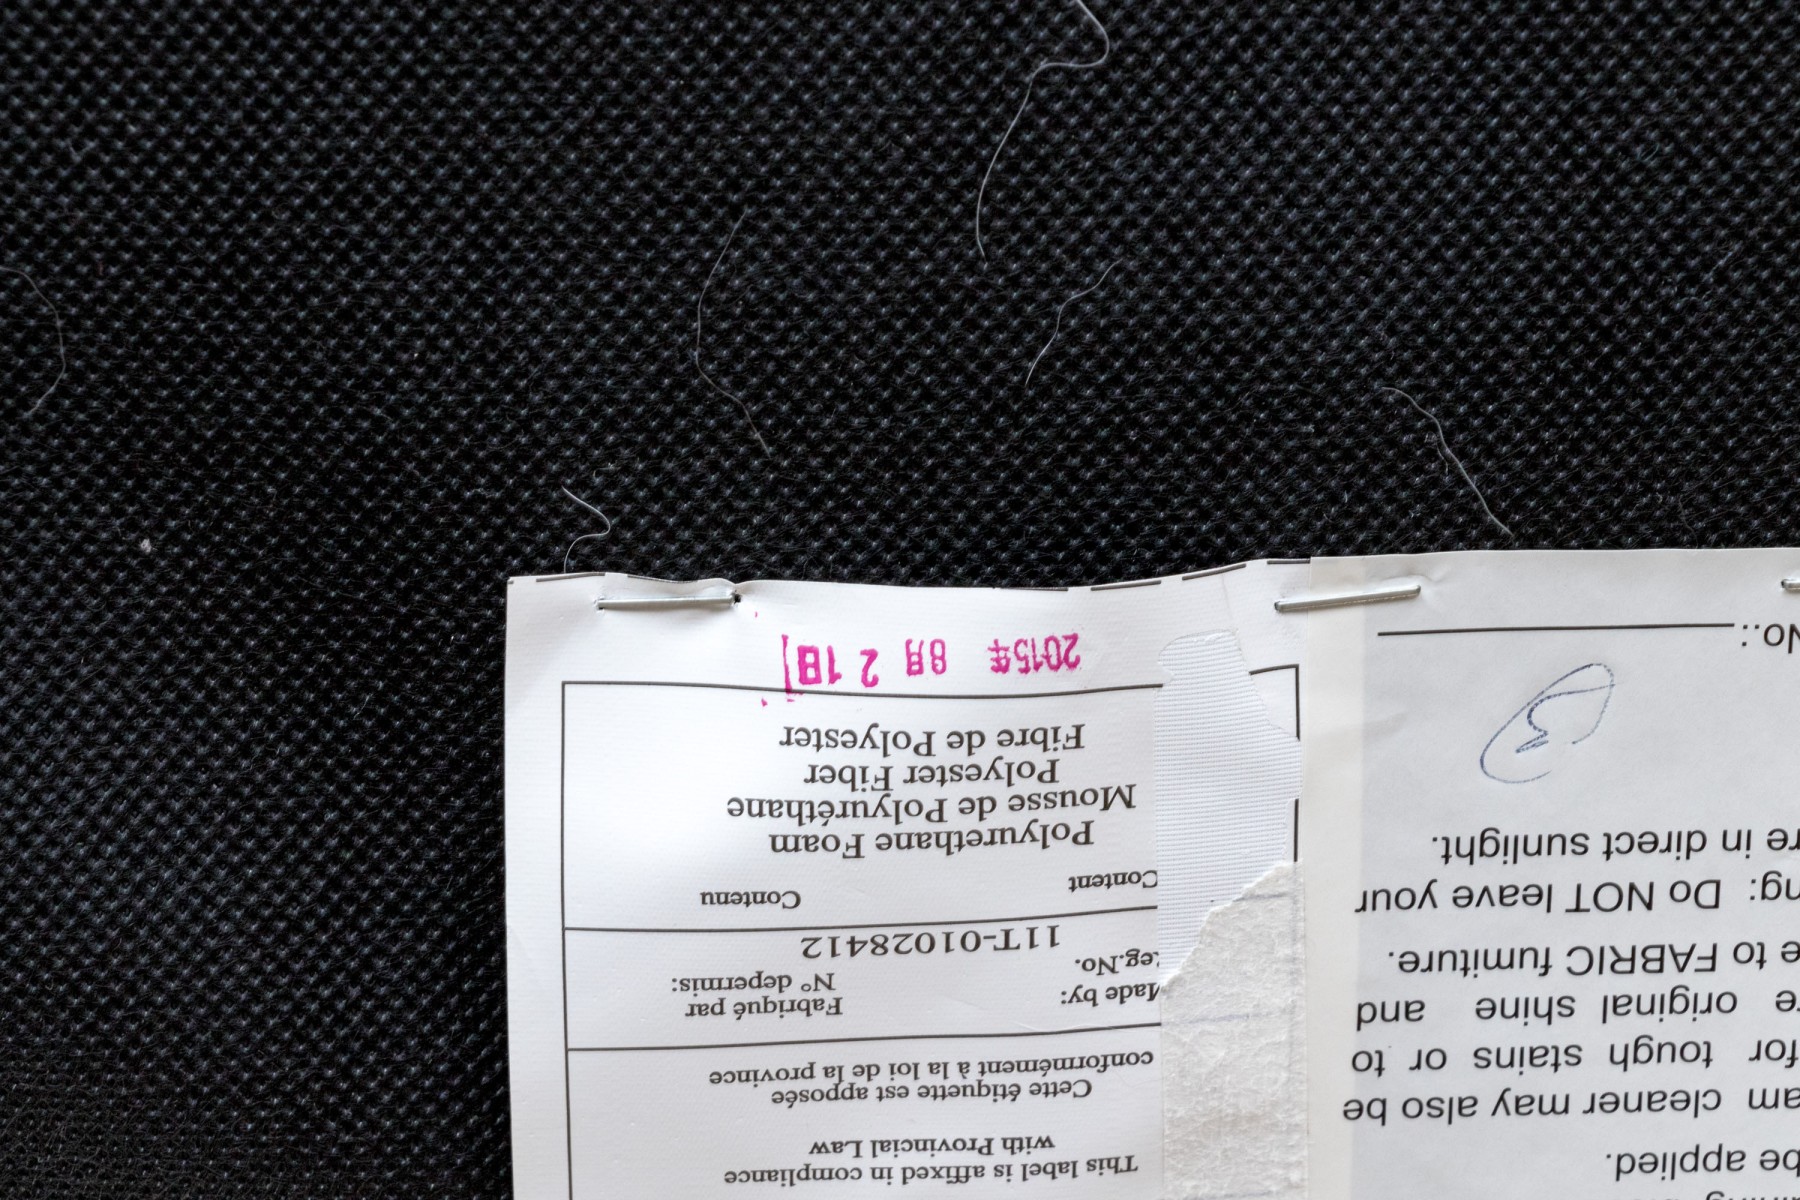 be applied.
am cleaner may also be
for tough stains or to
re original shine and
e to FABRIC furniture.
ng: Do NOT leave your
re in direct sunlight.
3
No.:
This label is affixed in compliance
with Provincial Law
Cette étiquette est apposée
conformément à la loi de la province
Made by: Fabriqué par
Reg.No. N° depermis:
11T-01028412
Content Contenu
Polyurethane Foam
Mousse de Polyuréthane
Polyester Fiber
Fibre de Polyester
2015年 8月 2 1日